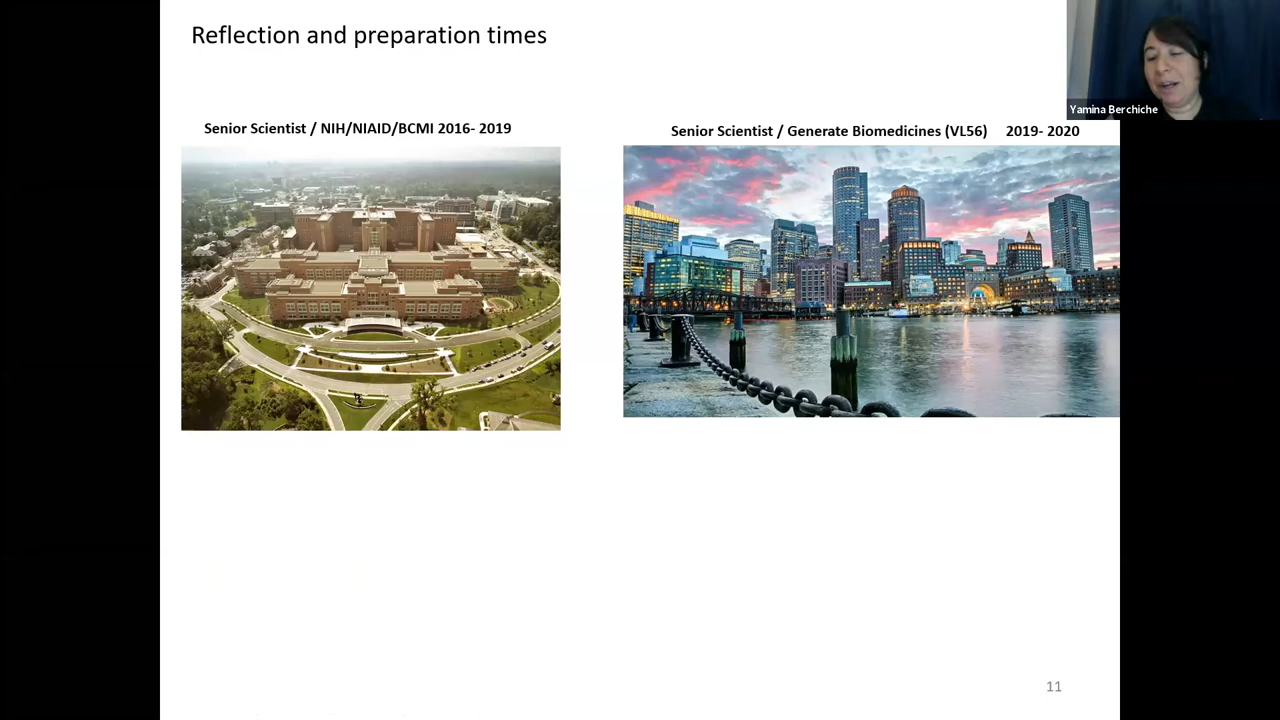 Reflection and preparation times
Yamina Berchiche
Senior Scientist / NIH/NIAID/BCMI 2016- 2019
Senior Scientist / Generate Biomedicines (VL56) 2019- 2020
11